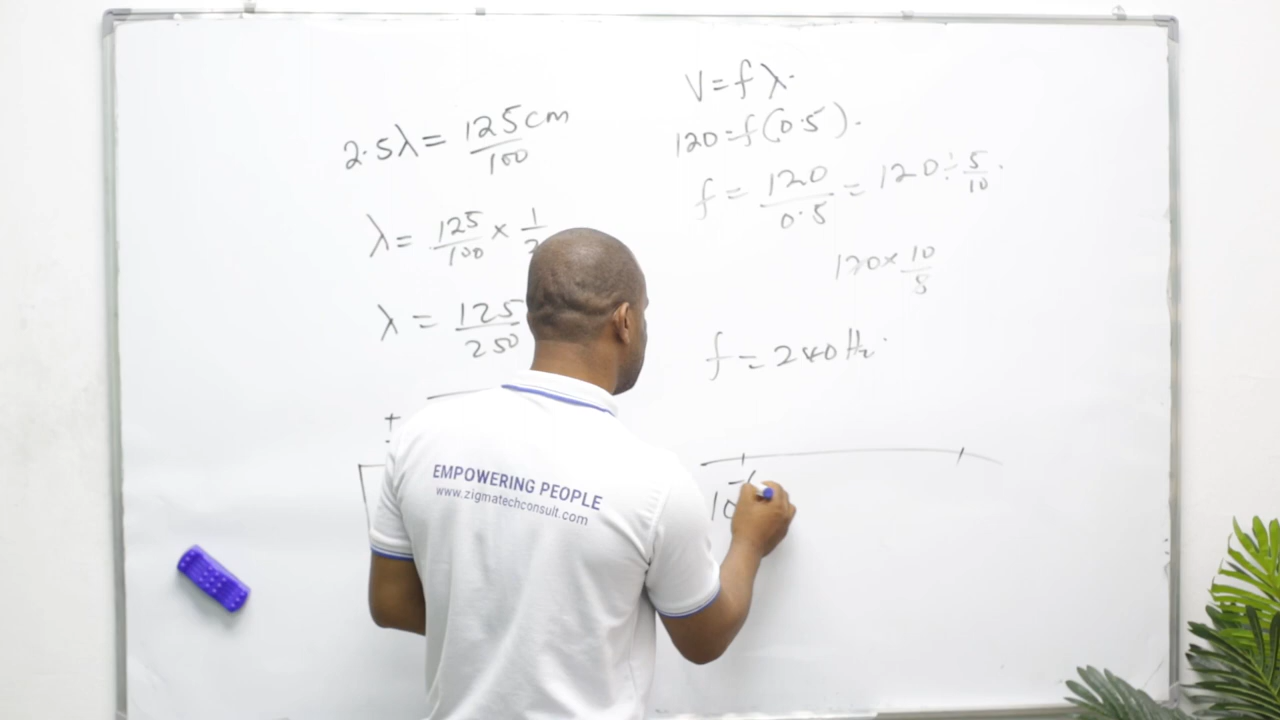 2.5λ = 125cm/100
λ = 125/100 × 1/
λ = 125/250
V = fλ.
120 = f(0.5).
f = 120/0.5 = 120 ÷ 5/10.
120 × 10/5
f = 240Hz.
+
10
EMPOWERING PEOPLE
www.zigmatechconsult.com